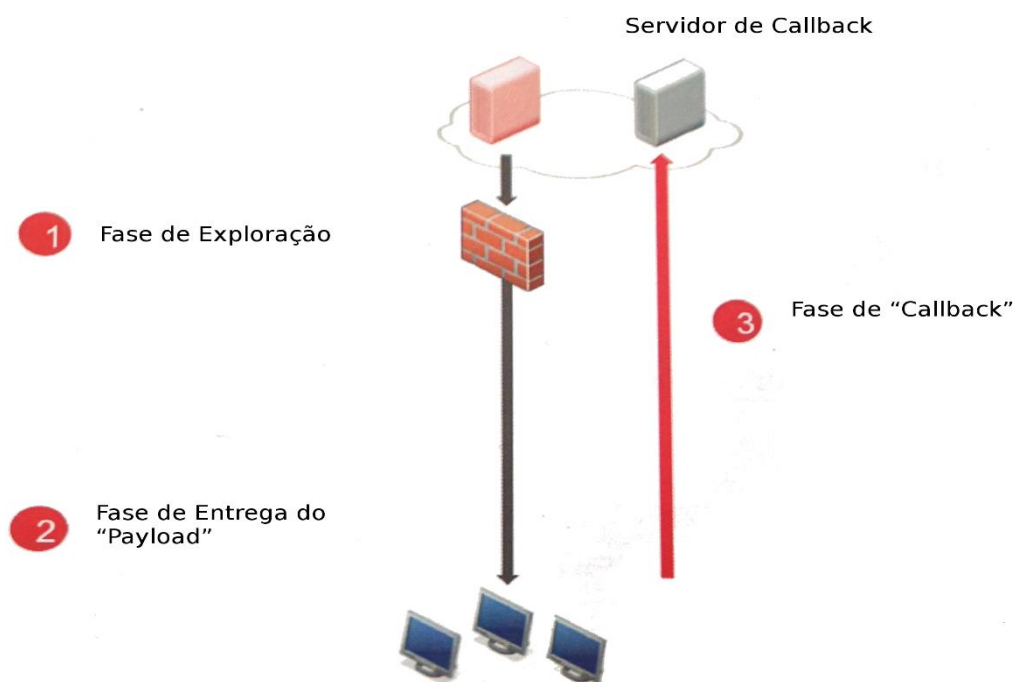 Servidor de Callback
1
Fase de Exploração
3
Fase de “Callback”
2
Fase de Entrega do
“Payload”